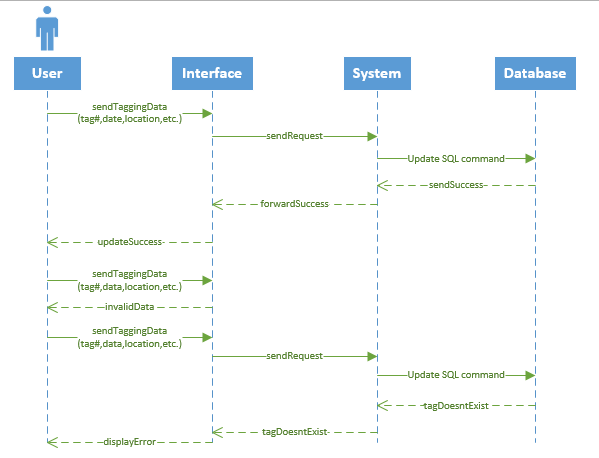 User
Interface
System
Database
sendTaggingData
(tag#,date,location,etc.)
sendRequest
Update SQL command
sendSuccess
forwardSuccess
updateSuccess
sendTaggingData
(tag#,data,location,etc.)
invalidData
sendTaggingData
(tag#,data,location,etc.)
sendRequest
Update SQL command
tagDoesntExist
tagDoesntExist
displayError